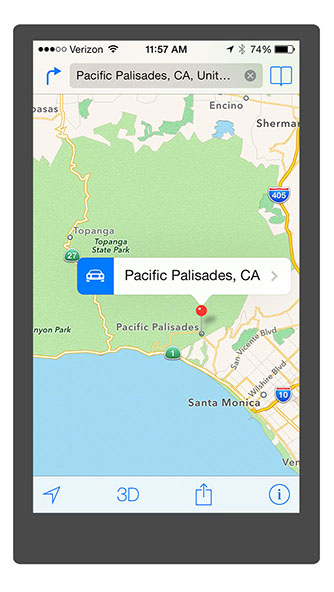 Verizon 11:57 AM 74%
Pacific Palisades, CA, Unit...
Encino
pasas
Sherman
405
Topanga
Topanga
State Park
27
Pacific Palisades, CA
nyon Park
Pacific Palisades
1
San Vicente Blvd
Wilshire Blvd
10
Santa Monica
Ven
3D